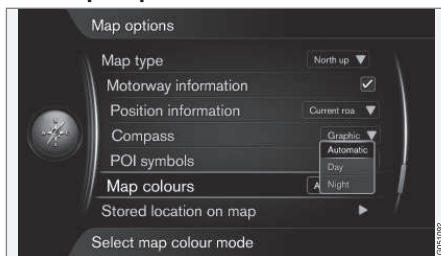 Map options
Map type North up
Motorway information
Position information Current roa
Compass Graphic
Automatic
POI symbols
Day
Map colours A Night
Stored location on map
Select map colour mode
G051092